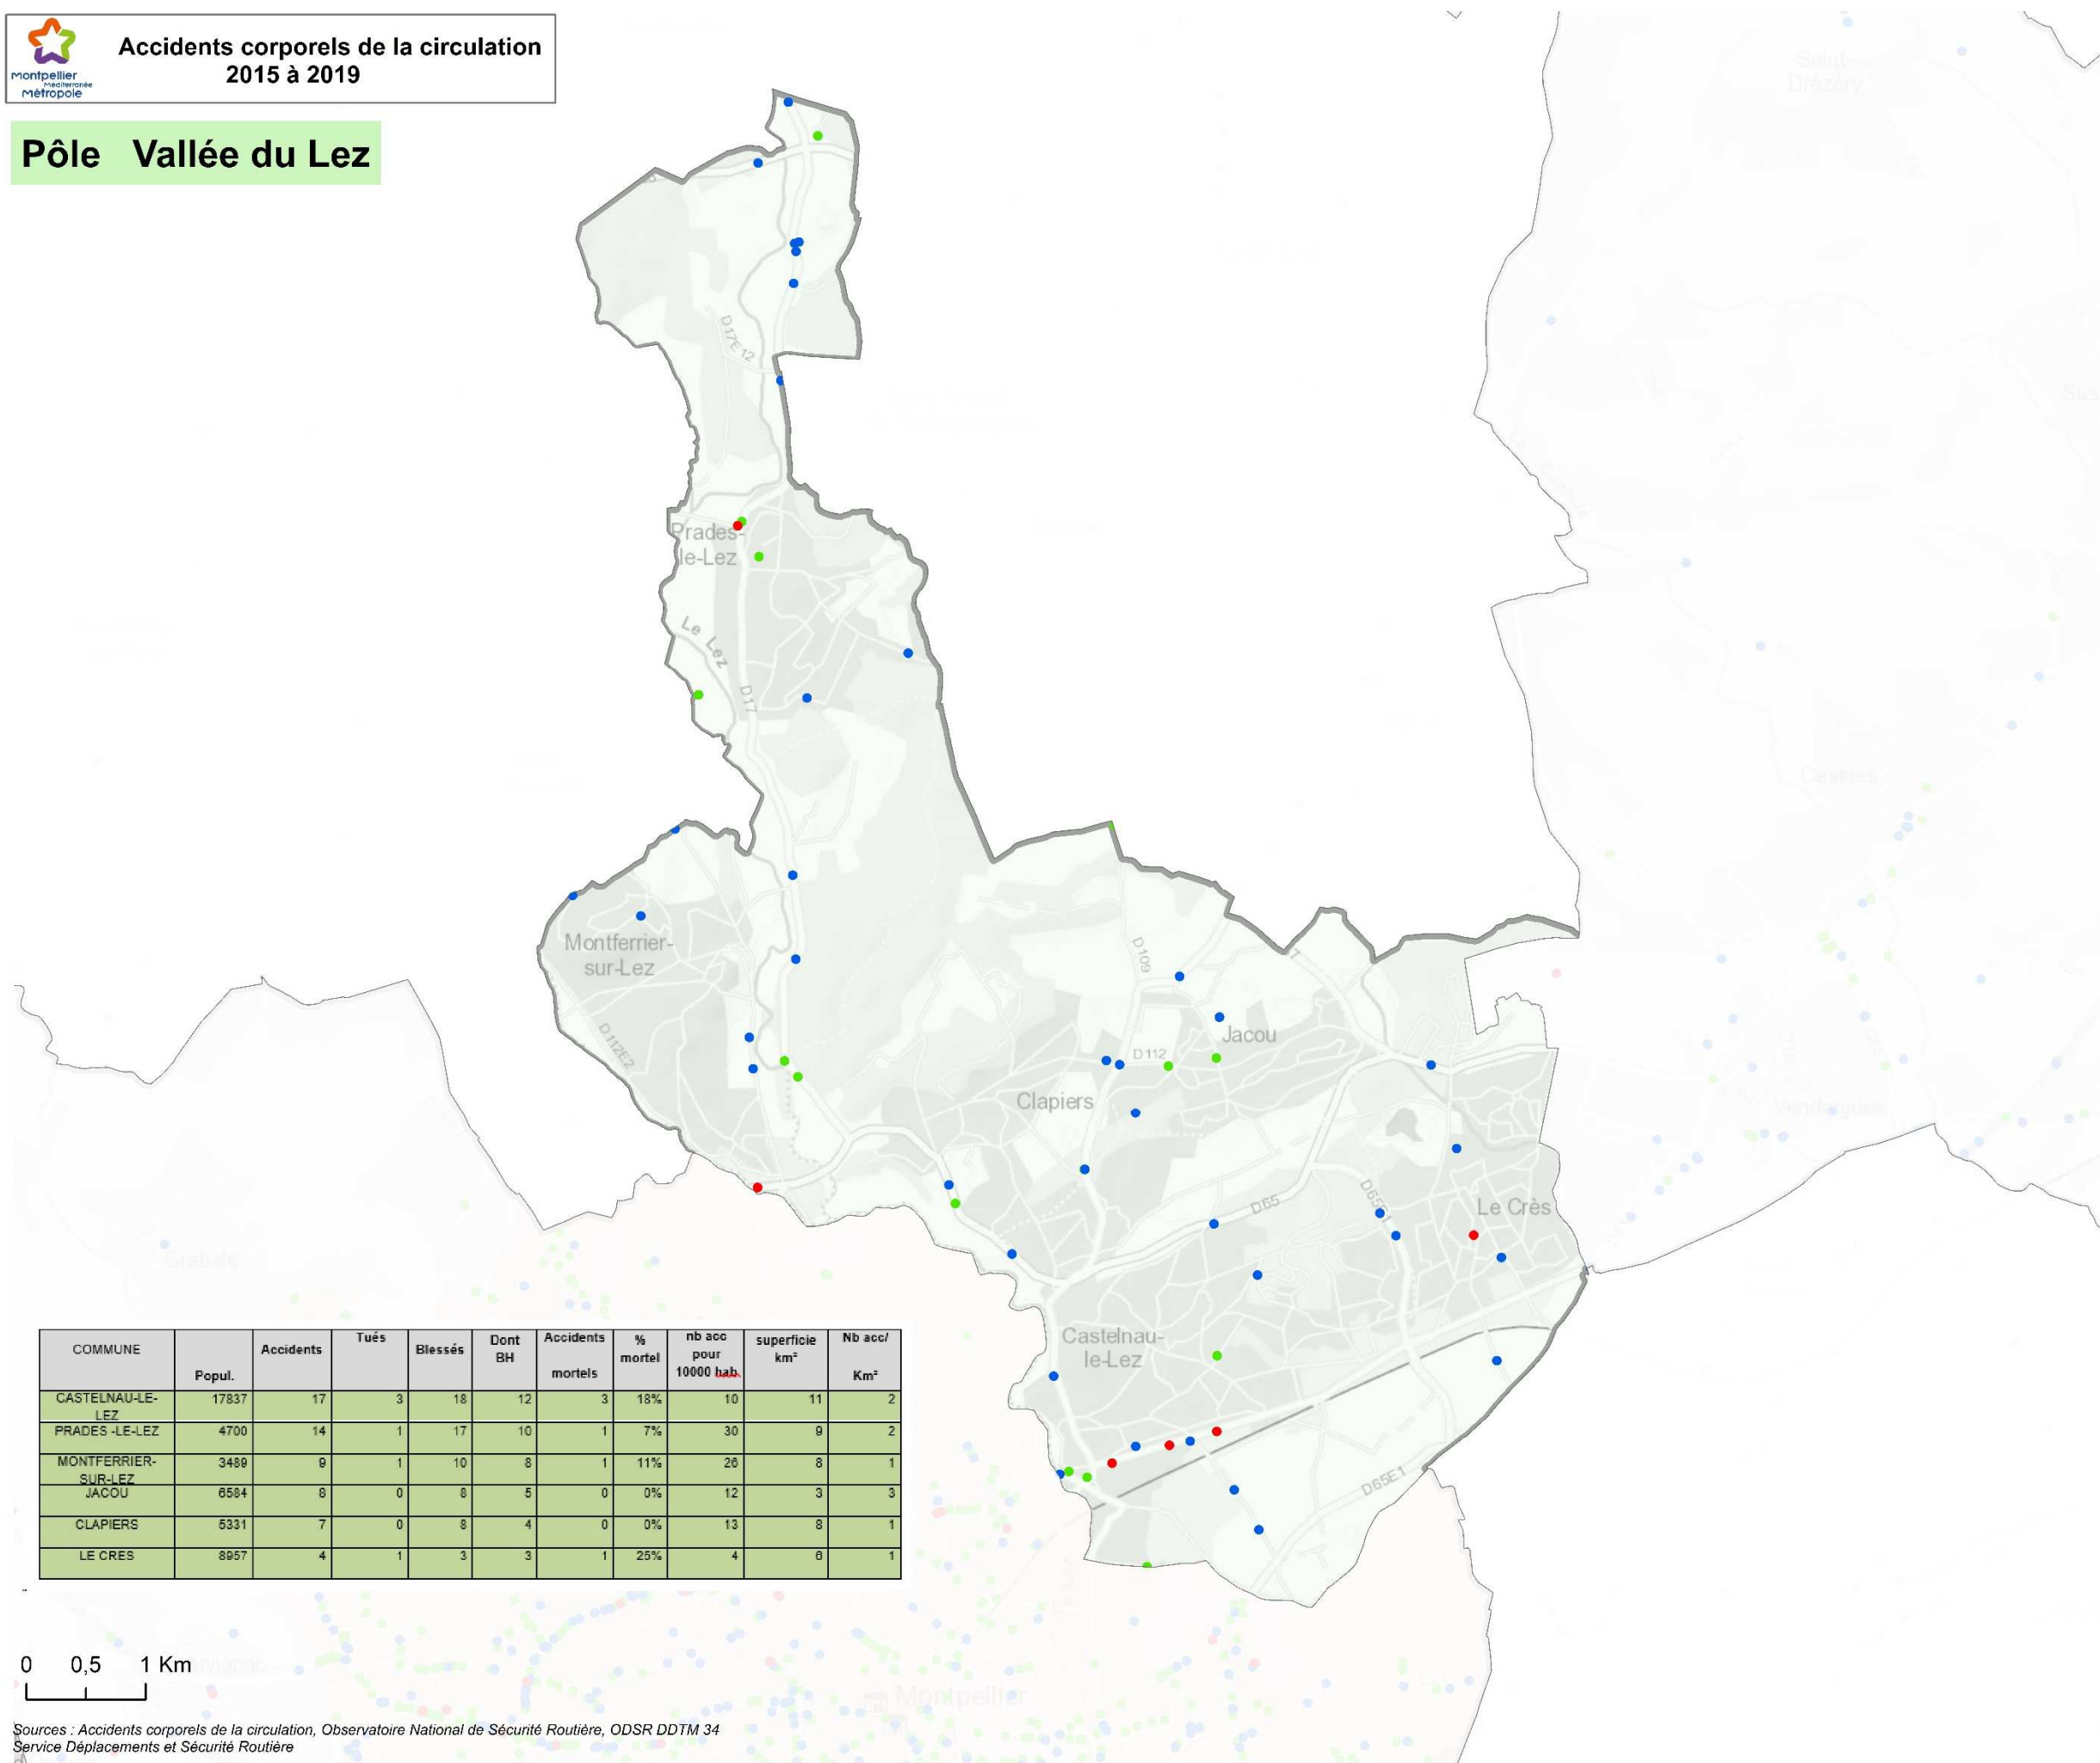 montpellier
Méditerranée
métropole
Accidents corporels de la circulation
2015 à 2019
Pôle Vallée du Lez
Saint-
Drézéry
D17E12
Prades-
le-Lez
Le Lez
D17
Castries
Montferrier-
sur-Lez
D109
D112E2
Jacou
D112
Clapiers
Vendargues
D65
D65E1
Le Crès
Grabels
Castelnau-
le-Lez
D65E1
COMMUNE Popul. Accidents Tués Blessés Dont BH Accidents mortels % mortel nb acc pour 10000 hab superficie km² Nb acc/ Km²
CASTELNAU-LE-LEZ 17837 17 3 18 12 3 18% 10 11 2
PRADES -LE-LEZ 4700 14 1 17 10 1 7% 30 9 2
MONTFERRIER-SUR-LEZ 3489 9 1 10 8 1 11% 26 8 1
JACOU 6584 8 0 8 5 0 0% 12 3 3
CLAPIERS 5331 7 0 8 4 0 0% 13 8 1
LE CRES 8957 4 1 3 3 1 25% 4 6 1
0 0,5 1 Km
Montpellier
Sources : Accidents corporels de la circulation, Observatoire National de Sécurité Routière, ODSR DDTM 34
Service Déplacements et Sécurité Routière